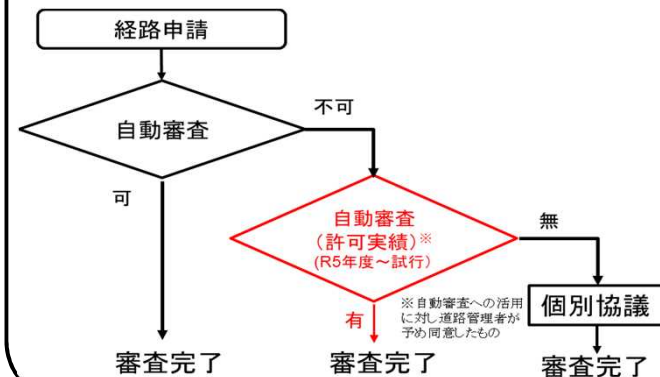 経路申請
自動審査
不可
可
自動審査
(許可実績)※
(R5年度～試行)
無
有
※自動審査への活用
に対し道路管理者が
予め同意したもの
個別協議
審査完了
審査完了
審査完了